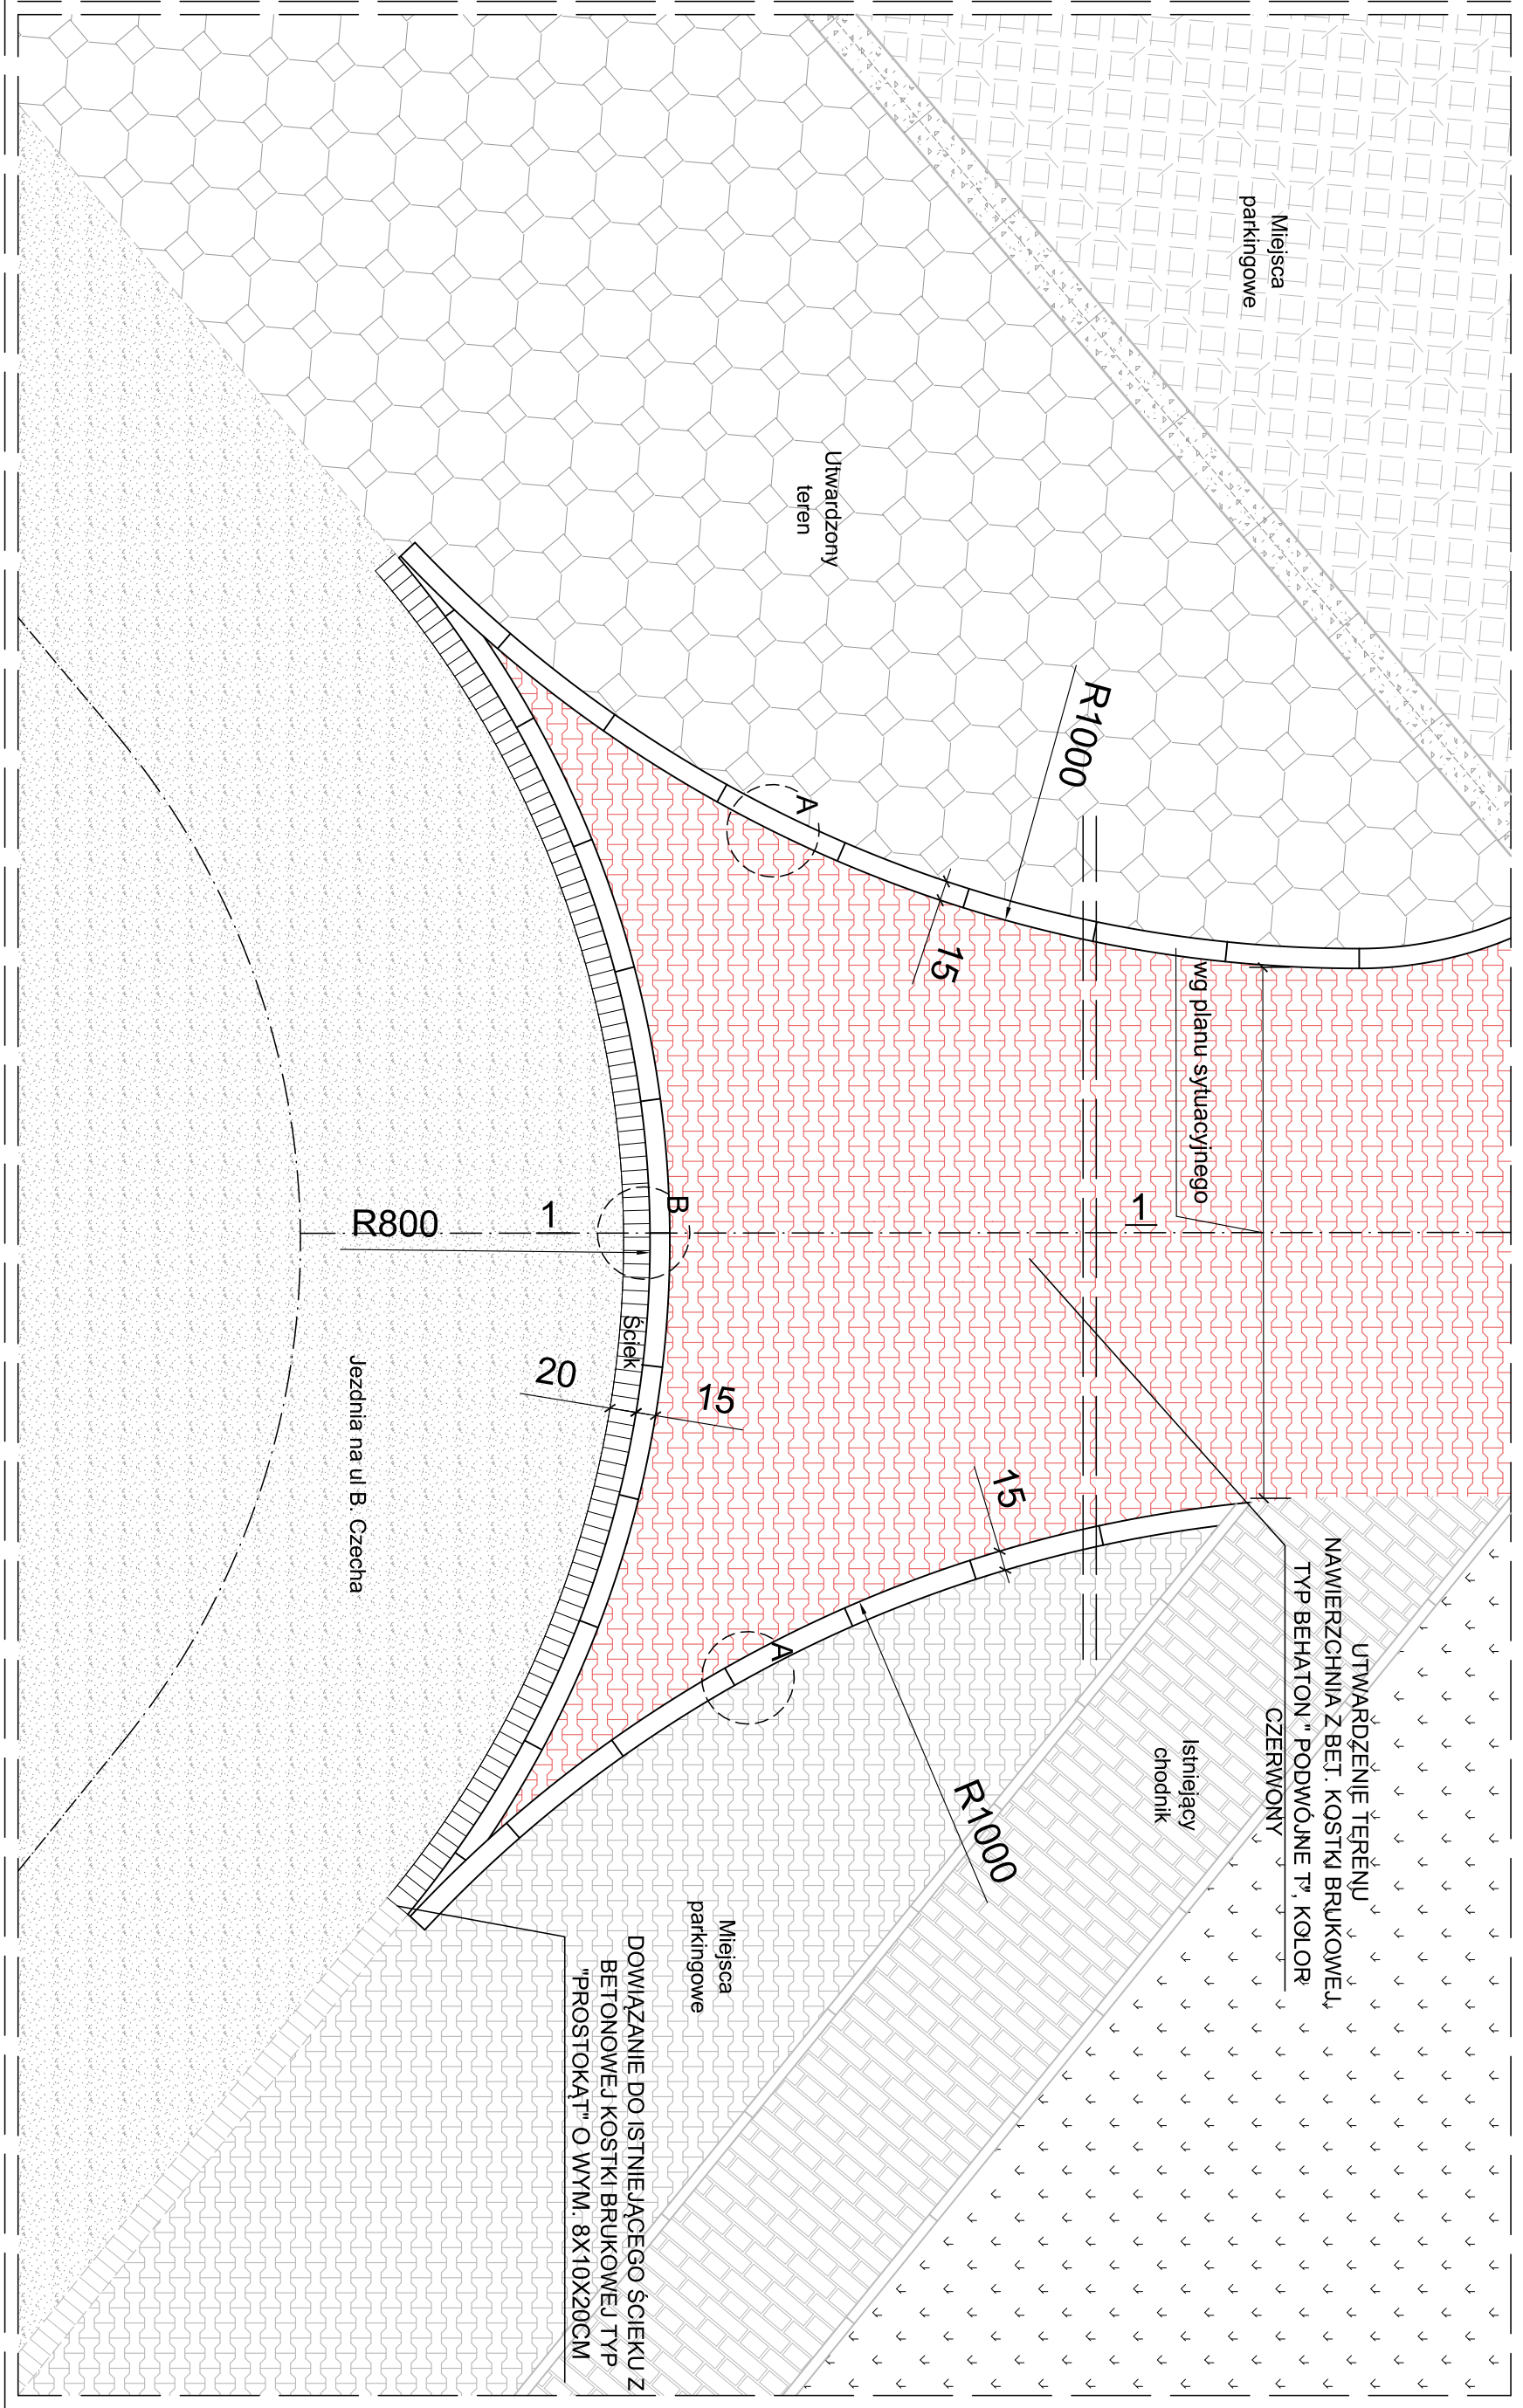 Miejsca
parkingowe
Utwardzony
teren
R1000
A
15
wg planu sytuacyjnego
1
1
R800
B
Ściek
20
15
15
Jezdnia na ul B. Czecha
A
R1000
UTWARDZENIE TERENU
NAWIERZCHNIA Z BET. KOSTKI BRUKOWEJ,
TYP BEHATON " PODWÓJNE T", KOLOR
CZERWONY
Istniejący
chodnik
Miejsca
parkingowe
DOWIĄZANIE DO ISTNIEJĄCEGO ŚCIEKU Z
BETONOWEJ KOSTKI BRUKOWEJ TYP
"PROSTOKĄT" O WYM. 8X10X20CM